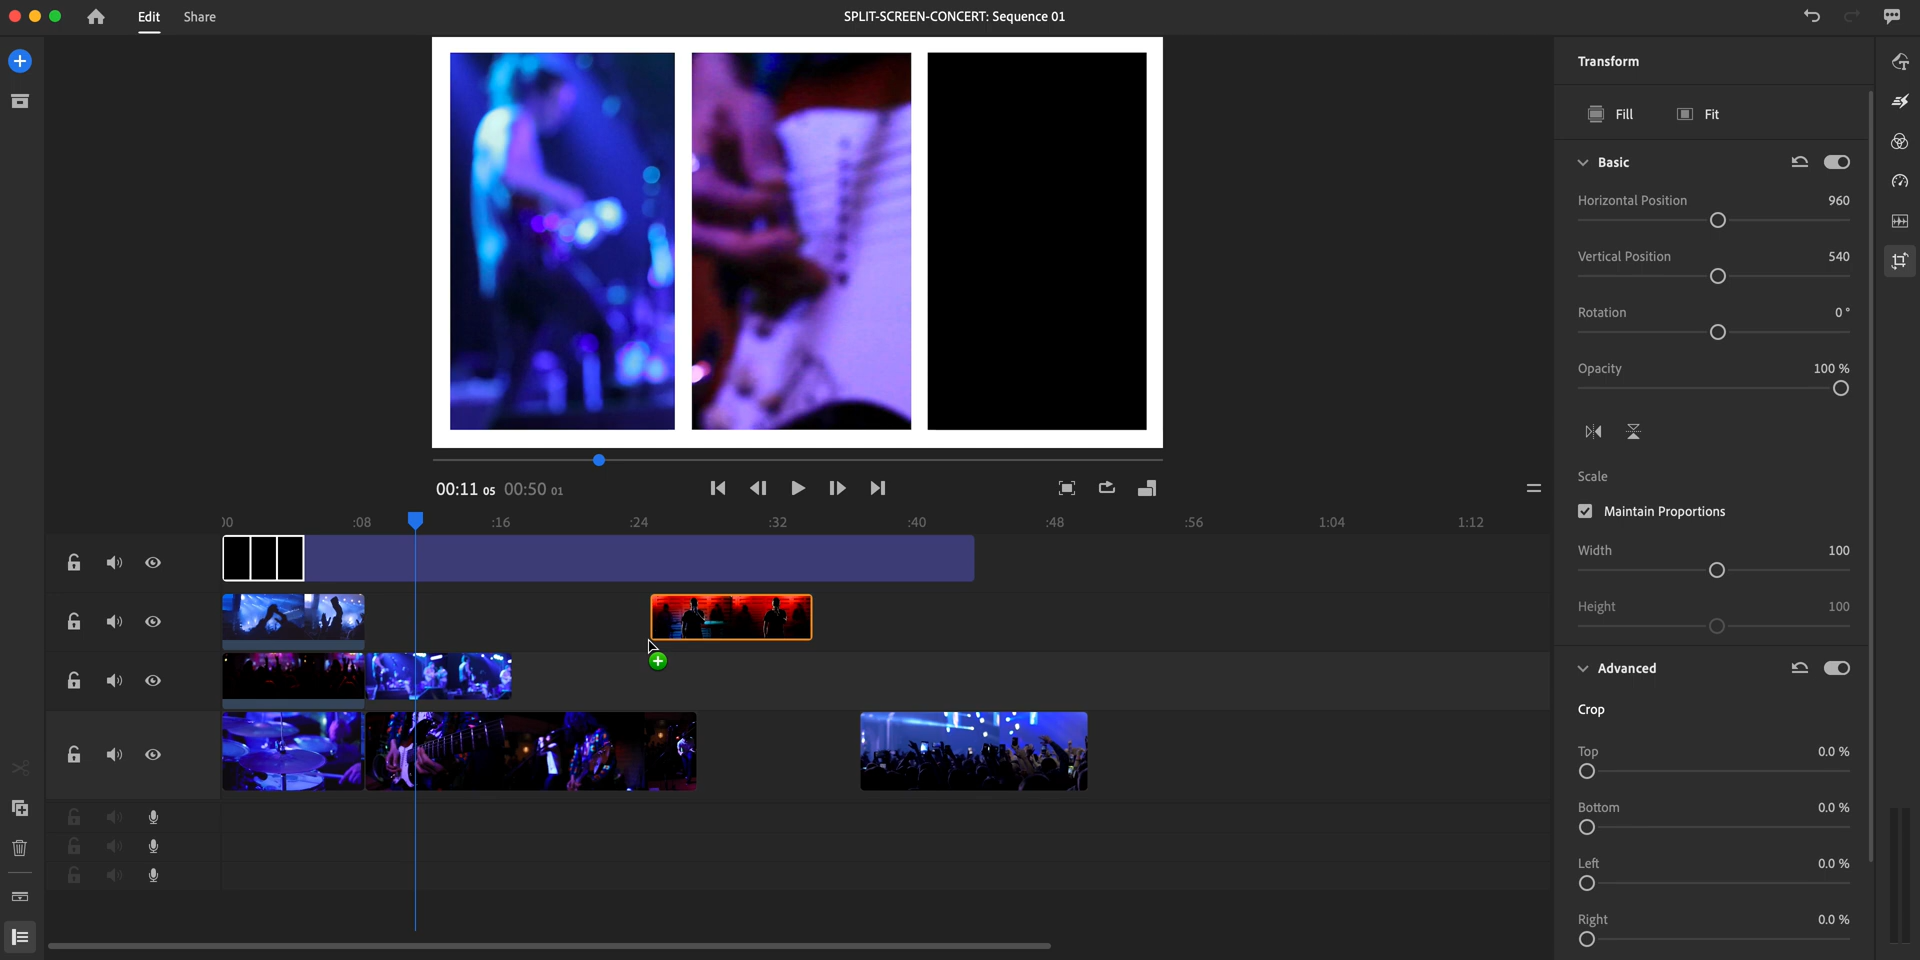 Edit Share SPLIT-SCREEN-CONCERT: Sequence 01
Transform
Fill Fit
Basic
Horizontal Position 960
Vertical Position 540
Rotation 0 °
Opacity 100 %
Scale
Maintain Proportions
Width 100
Height 100
Advanced
Crop
Top 0.0 %
Bottom 0.0 %
Left 0.0 %
Right 0.0 %
00:11 05 00:50 01
:00 :08 :16 :24 :32 :40 :48 :56 1:04 1:12